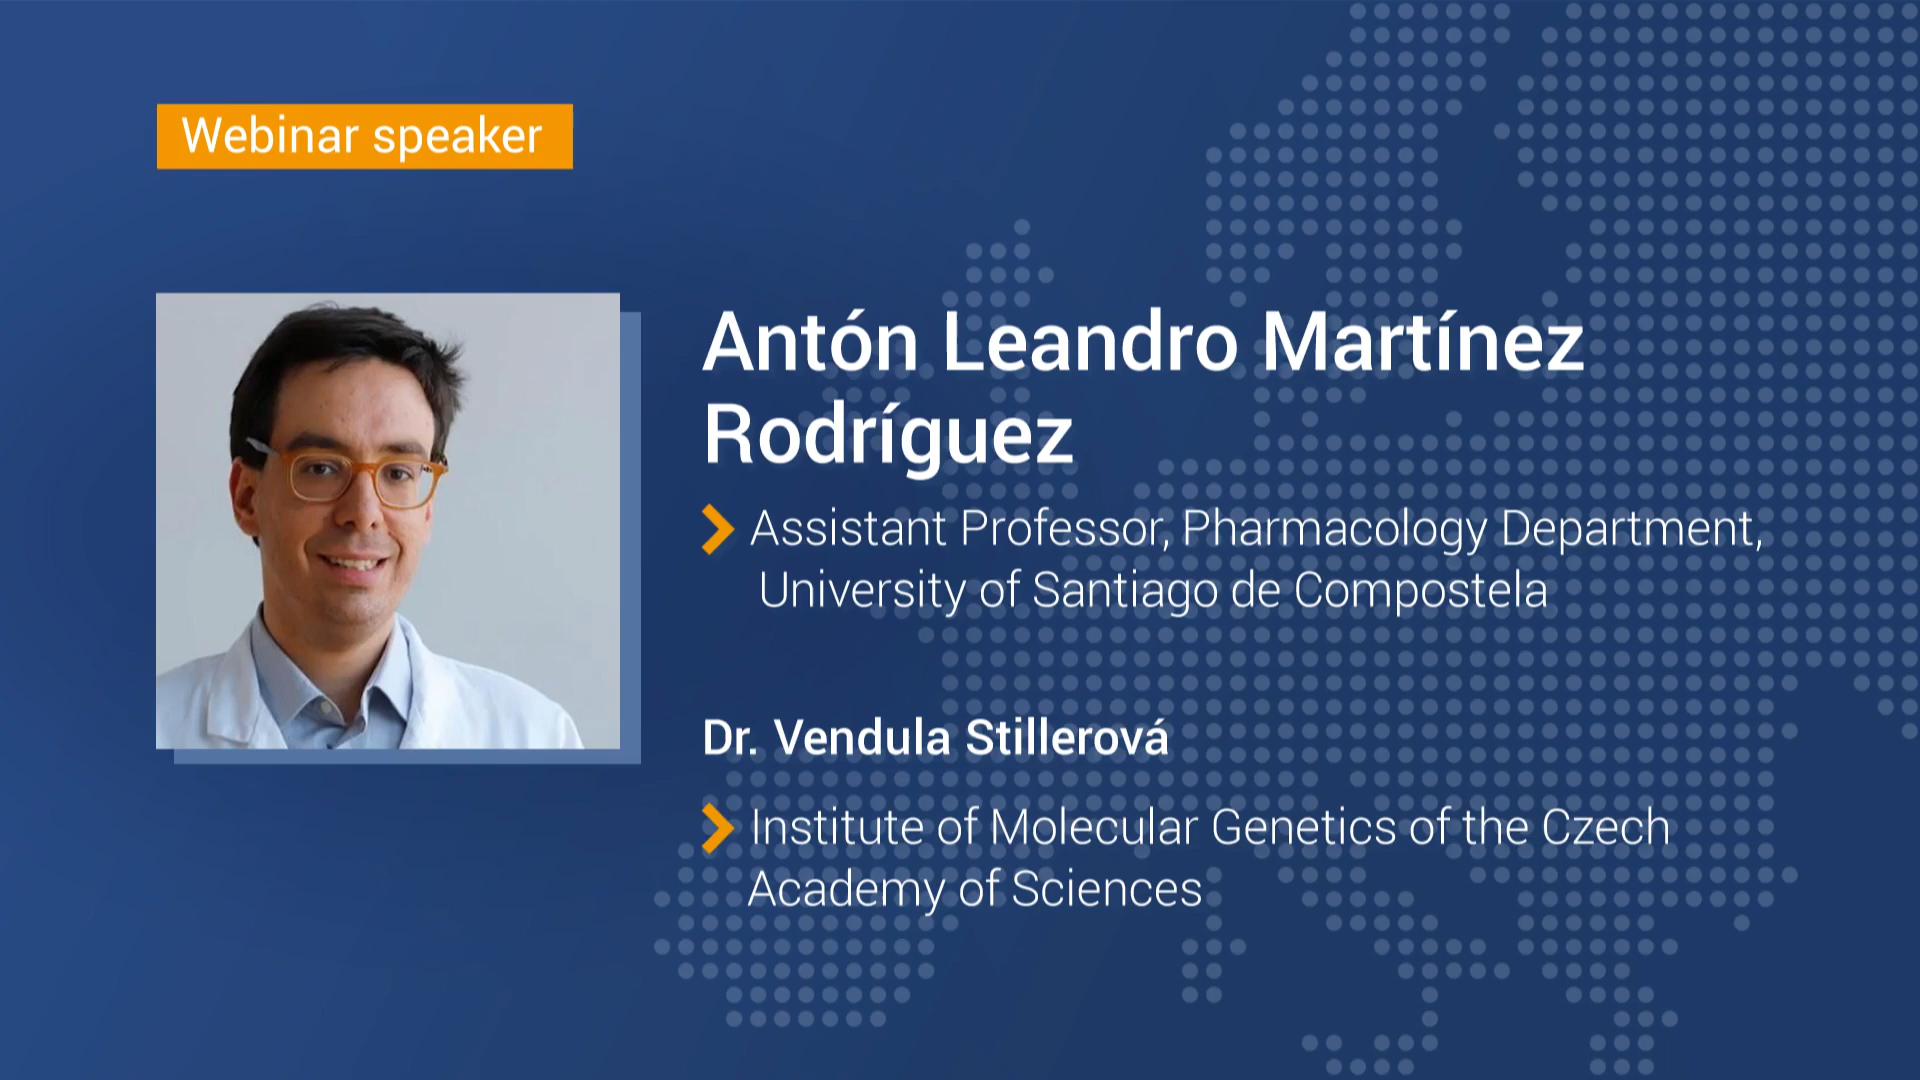 Webinar speaker
Antón Leandro Martínez
Rodríguez
Assistant Professor, Pharmacology Department,
University of Santiago de Compostela
Dr. Vendula Stillerová
Institute of Molecular Genetics of the Czech
Academy of Sciences